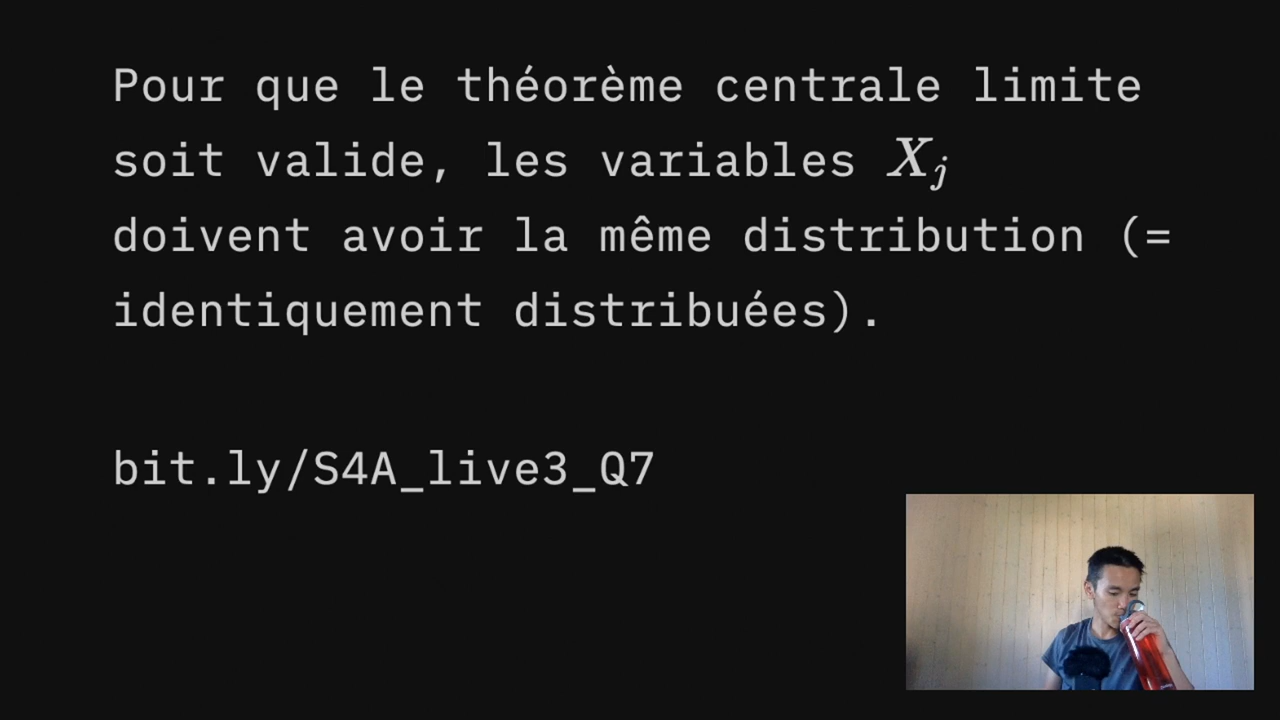 Pour que le théorème centrale limite
soit valide, les variables X_j
doivent avoir la même distribution (=
identiquement distribuées).
bit.ly/S4A_live3_Q7